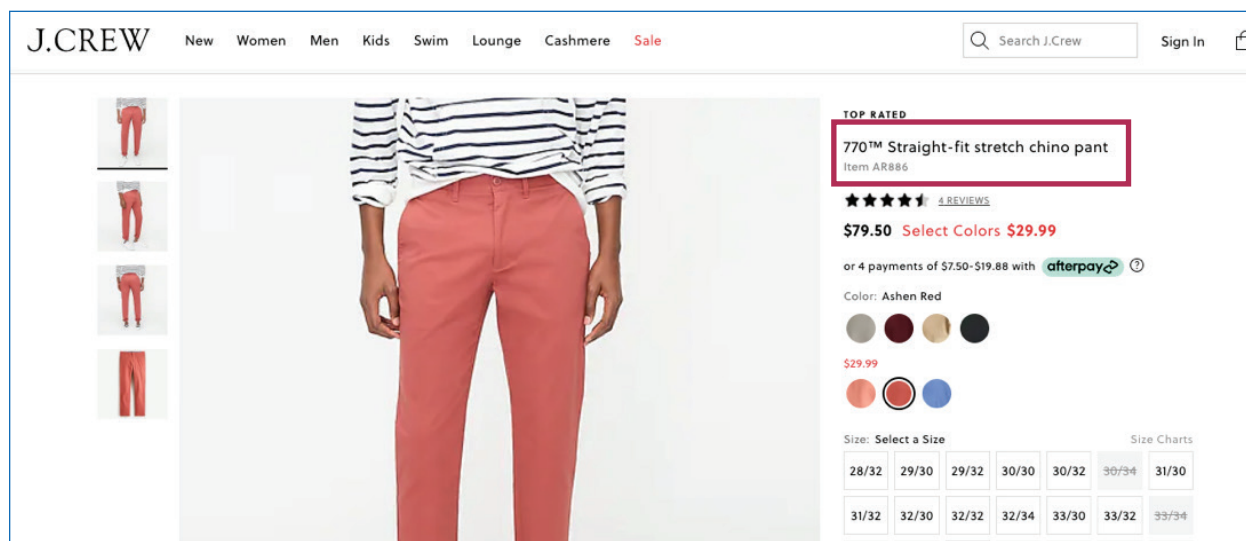 J.CREW New Women Men Kids Swim Lounge Cashmere Sale Search J.Crew Sign In
TOP RATED
770™ Straight-fit stretch chino pant
Item AR886
4 REVIEWS
$79.50 Select Colors $29.99
or 4 payments of $7.50-$19.88 with afterpay ?
Color: Ashen Red
$29.99
Size: Select a Size Size Charts
28/32 29/30 29/32 30/30 30/32 30/34 31/30
31/32 32/30 32/32 32/34 33/30 33/32 33/34